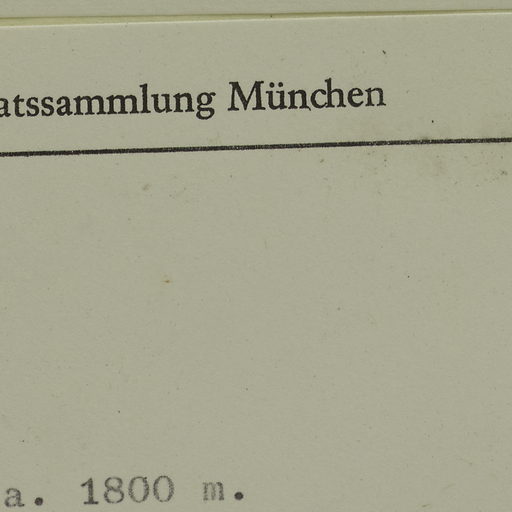 atssammlung München
a. 1800 m.